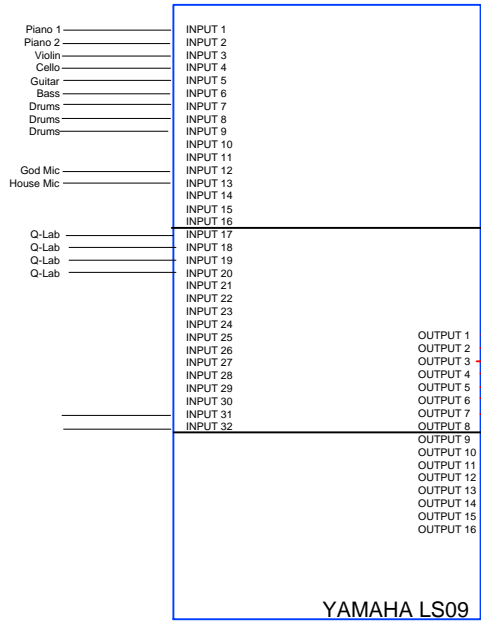 Piano 1 INPUT 1
Piano 2 INPUT 2
Violin INPUT 3
Cello INPUT 4
Guitar INPUT 5
Bass INPUT 6
Drums INPUT 7
Drums INPUT 8
Drums INPUT 9
INPUT 10
INPUT 11
God Mic INPUT 12
House Mic INPUT 13
INPUT 14
INPUT 15
INPUT 16
Q-Lab INPUT 17
Q-Lab INPUT 18
Q-Lab INPUT 19
Q-Lab INPUT 20
INPUT 21
INPUT 22
INPUT 23
INPUT 24
INPUT 25 OUTPUT 1
INPUT 26 OUTPUT 2
INPUT 27 OUTPUT 3
INPUT 28 OUTPUT 4
INPUT 29 OUTPUT 5
INPUT 30 OUTPUT 6
INPUT 31 OUTPUT 7
INPUT 32 OUTPUT 8
OUTPUT 9
OUTPUT 10
OUTPUT 11
OUTPUT 12
OUTPUT 13
OUTPUT 14
OUTPUT 15
OUTPUT 16
YAMAHA LS09